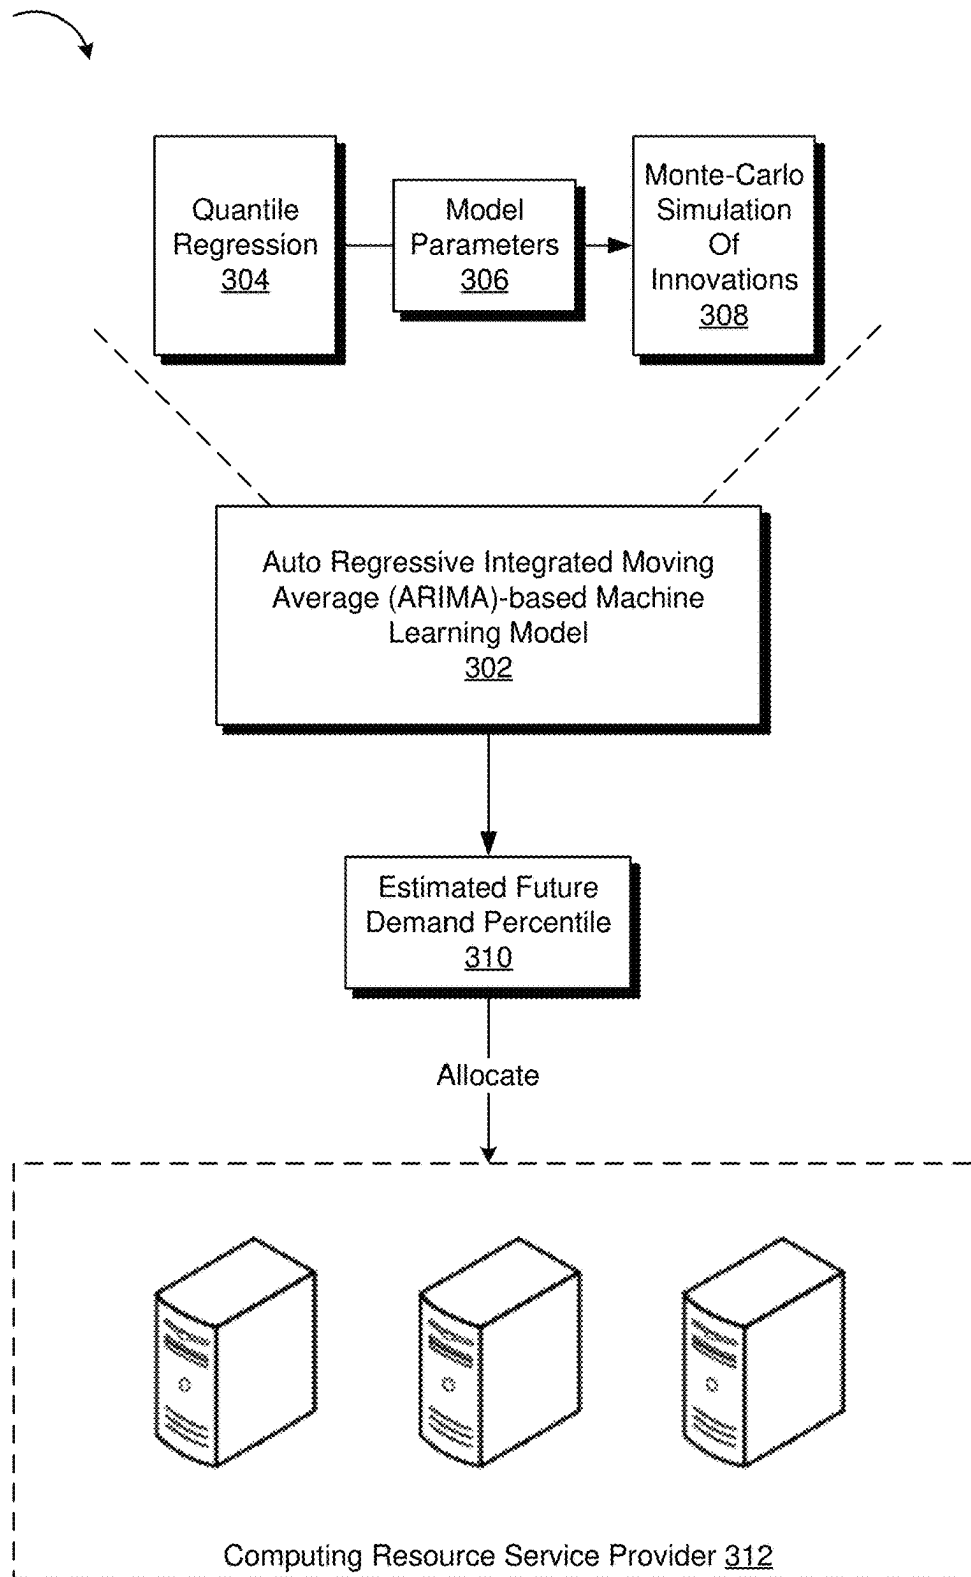 Quantile
Regression
304
Model
Parameters
306
Monte-Carlo
Simulation
Of
Innovations
308
Auto Regressive Integrated Moving
Average (ARIMA)-based Machine
Learning Model
302
Estimated Future
Demand Percentile
310
Allocate
Computing Resource Service Provider 312